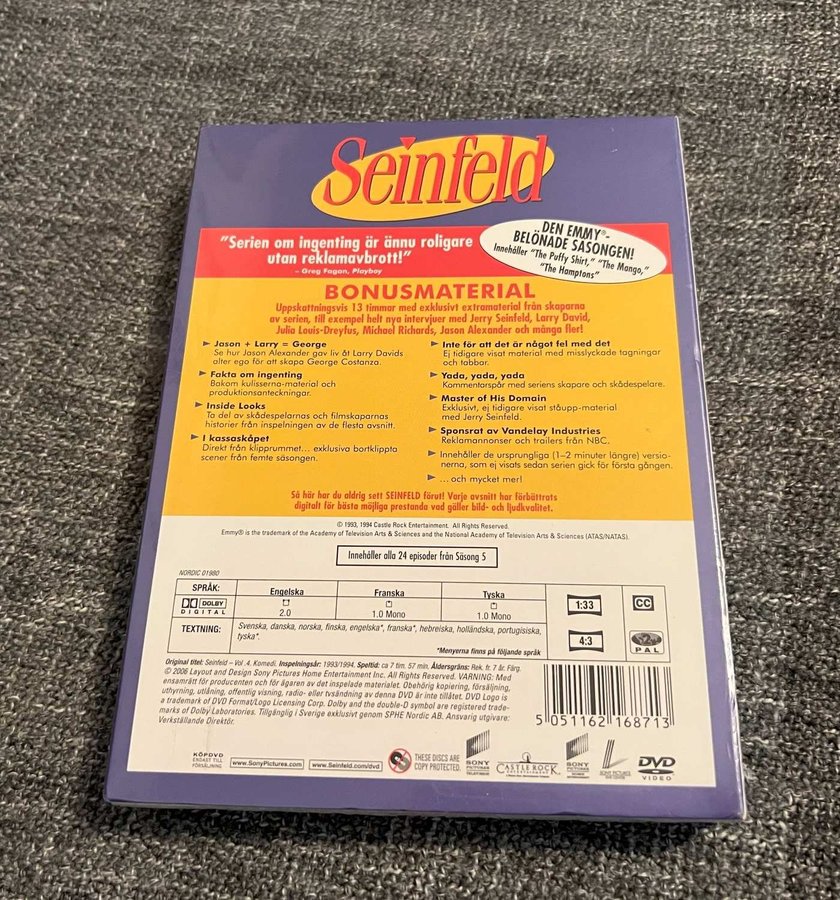 Seinfeld
DEN EMMY®-
BELÖNADE SÄSONGEN!
Innehåller "The Puffy Shirt," "The Mango,"
"The Hamptons"
"Serien om ingenting är ännu roligare
utan reklamavbrott!"
– Greg Fagan, Playboy
BONUSMATERIAL
Uppskattningsvis 13 timmar med exklusivt extramaterial från skaparna
av serien, till exempel helt nya intervjuer med Jerry Seinfeld, Larry David,
Julia Louis-Dreyfus, Michael Richards, Jason Alexander och många fler!
Jason + Larry = George
Se hur Jason Alexander gav liv åt Larry Davids
alter ego för att skapa George Costanza.
Fakta om ingenting
Bakom kulisserna-material och
produktionsanteckningar.
Inside Looks
Ta del av skådespelarnas och filmskaparnas
historier från inspelningen av de flesta avsnitt.
I kassaskåpet
Direkt från klipprummet... exklusiva bortklippta
scener från femte säsongen.
Inte för att det är något fel med det
Ej tidigare visat material med misslyckade tagningar
och tabbar.
Yada, yada, yada
Kommentarspår med seriens skapare och skådespelare.
Master of His Domain
Exklusivt, ej tidigare visat ståupp-material
med Jerry Seinfeld.
Sponsrat av Vandelay Industries
Reklamannonser och trailers från NBC.
Innehåller de ursprungliga (1–2 minuter längre) versio-
nerna, som ej visats sedan serien gick för första gången.
... och mycket mer!
Så här har du aldrig sett SEINFELD förut! Varje avsnitt har förbättrats
digitalt för bästa möjliga prestanda vad gäller bild- och ljudkvalitet.
© 1993, 1994 Castle Rock Entertainment. All Rights Reserved.
Emmy® is the trademark of the Academy of Television Arts & Sciences and the National Academy of Television Arts & Sciences (ATAS/NATAS).
Innehåller alla 24 episoder från Säsong 5
NORDIC 01980
SPRÅK: Engelska Franska Tyska
DOLBY DIGITAL 2.0 1.0 Mono 1.0 Mono
TEXTNING: Svenska, danska, norska, finska, engelska*, franska*, hebreiska, holländska, portugisiska,
tyska*.
*Menyerna finns på följande språk
1:33
CC
4:3
PAL
Original titel: Seinfeld – Vol .4. Komedi. Inspelningsår: 1993/1994. Speltid: ca 7 tim. 57 min. Åldersgräns: Rek. fr. 7 år. Färg.
© 2006 Layout and Design Sony Pictures Home Entertainment Inc. All Rights Reserved. VARNING: Med
ensamrätt för producenten och för ägaren av det inspelade materialet. Obehörig kopiering, försäljning,
uthyrning, utlåning, offentlig visning, radio- eller tvsändning av denna DVD är inte tillåtet. DVD Logo is
a trademark of DVD Format/Logo Licensing Corp. Dolby and the double-D symbol are registered trade-
marks of Dolby Laboratories. Tillgänglig i Sverige exklusivt genom SPHE Nordic AB. Ansvarig utgivare:
Verkställande Direktör.
5 051162 168713
KÖPDVD
ENDAST TILL
FÖRSÄLJNING
www.SonyPictures.com
www.Seinfeld.com/dvd
THESE DISCS ARE
COPY PROTECTED.
SONY
PICTURES
TELEVISION
CASTLE ROCK
ENTERTAINMENT
SONY
PICTURES
DVD
VIDEO